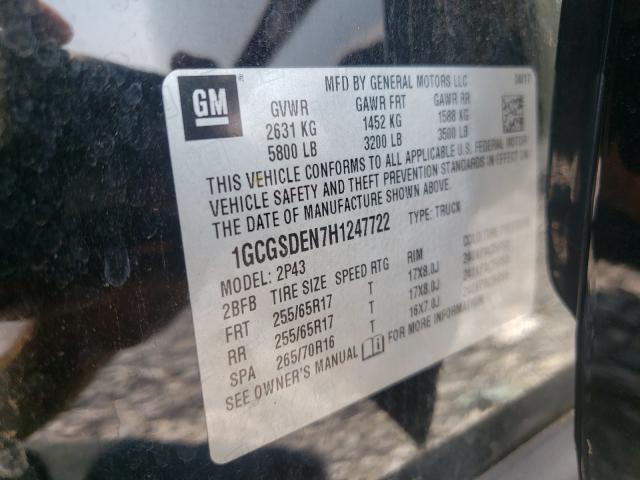 GM
MFD BY GENERAL MOTORS LLC
GVWR GAWR FRT GAWR RR
2631 KG 1452 KG 1588 KG
5800 LB 3200 LB 3500 LB
THIS VEHICLE CONFORMS TO ALL APPLICABLE U.S. FEDERAL MOTOR
VEHICLE SAFETY AND THEFT PREVENTION STANDARDS IN EFFECT ON
THE DATE OF MANUFACTURE SHOWN ABOVE.
1GCGSDEN7H1247722 TYPE: TRUCK
MODEL: 2P43
2BFB TIRE SIZE SPEED RTG RIM
FRT 255/65R17 T 17X8.0J
RR 255/65R17 T 17X8.0J
SPA 265/70R16 T 16X7.0J
SEE OWNER'S MANUAL FOR MORE INFORMATION